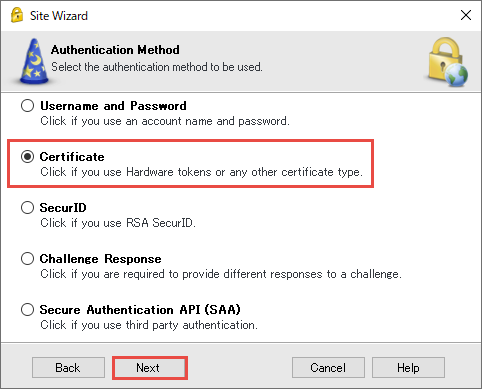 Site Wizard
Authentication Method
Select the authentication method to be used.
Username and Password
Click if you use an account name and password.
Certificate
Click if you use Hardware tokens or any other certificate type.
SecurID
Click if you use RSA SecurID.
Challenge Response
Click if you are required to provide different responses to a challenge.
Secure Authentication API (SAA)
Click if you use third party authentication.
Back Next Cancel Help